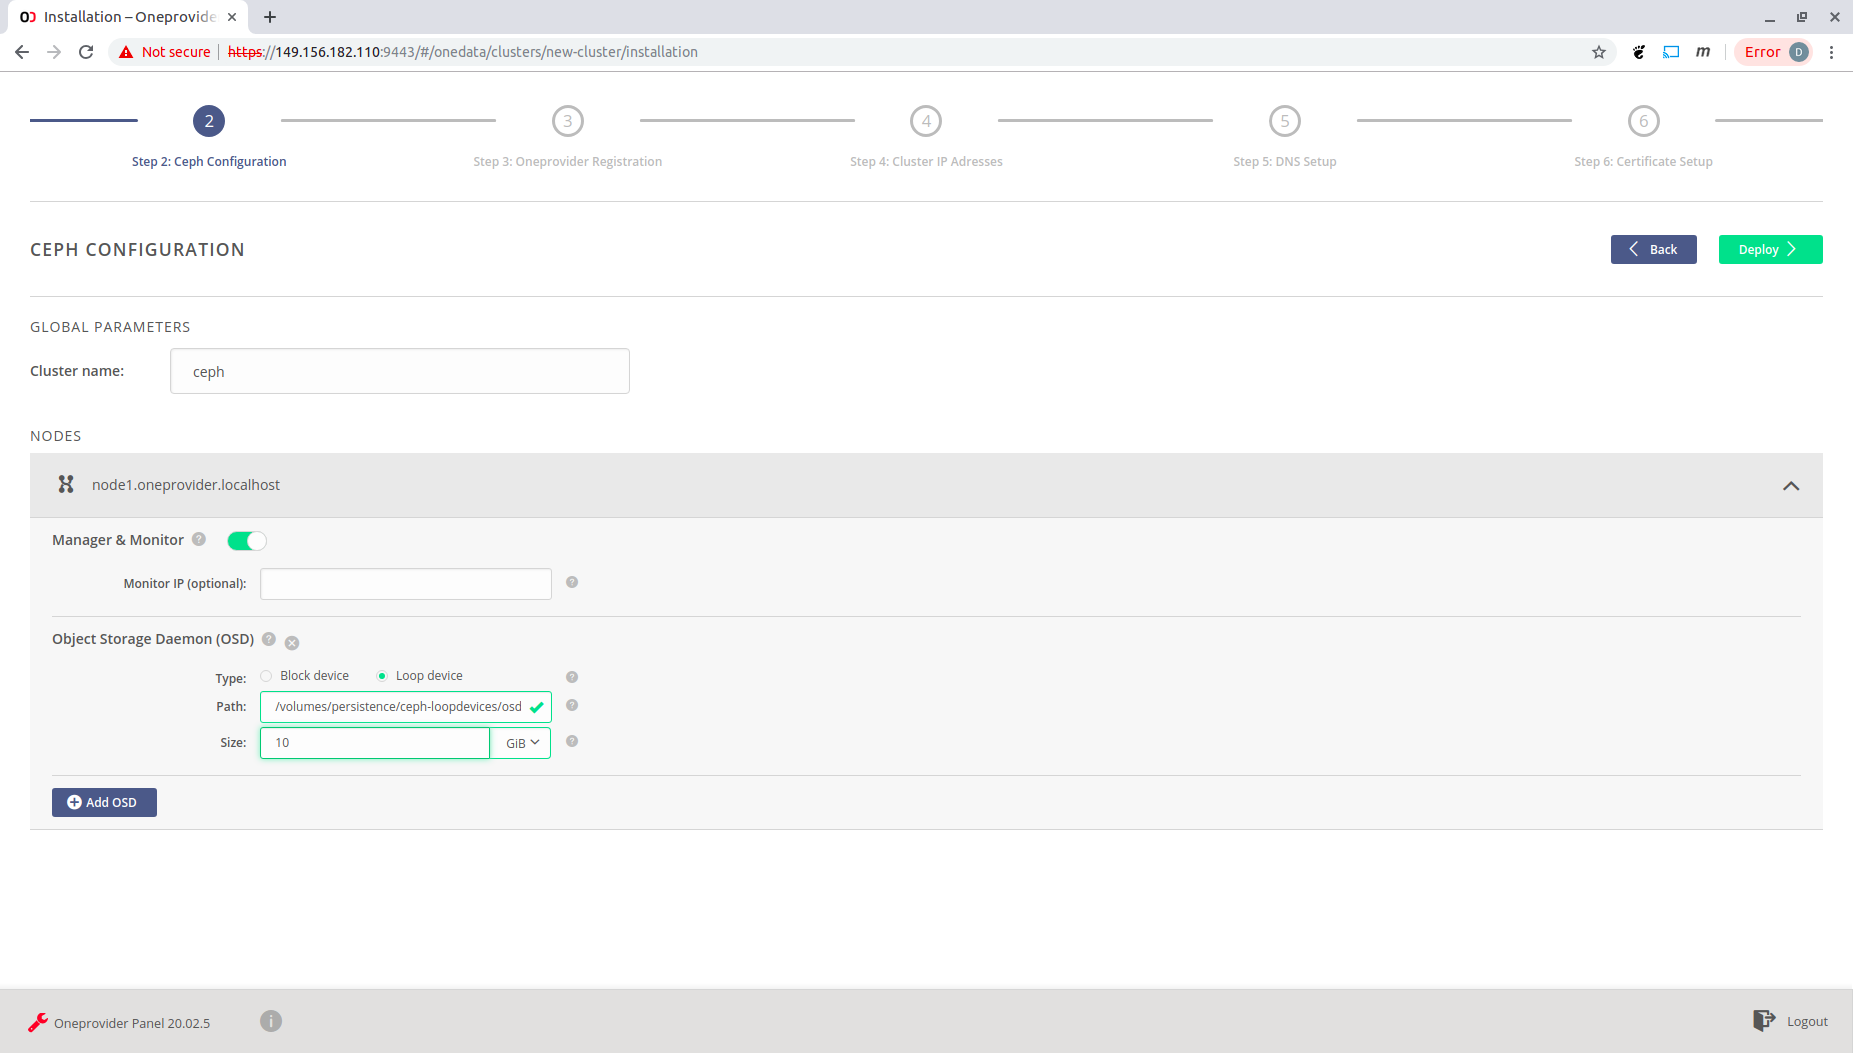 Installation – Oneprovide
Not secure
https://149.156.182.110:9443/#/onedata/clusters/new-cluster/installation
m
Error D
2
3
4
5
6
Step 2: Ceph Configuration
Step 3: Oneprovider Registration
Step 4: Cluster IP Adresses
Step 5: DNS Setup
Step 6: Certificate Setup
CEPH CONFIGURATION
Back
Deploy
GLOBAL PARAMETERS
Cluster name:
ceph
NODES
node1.oneprovider.localhost
Manager & Monitor
Monitor IP (optional):
Object Storage Daemon (OSD)
Type:
Block device
Loop device
Path:
/volumes/persistence/ceph-loopdevices/osd
Size:
10
GiB
Add OSD
Oneprovider Panel 20.02.5
Logout